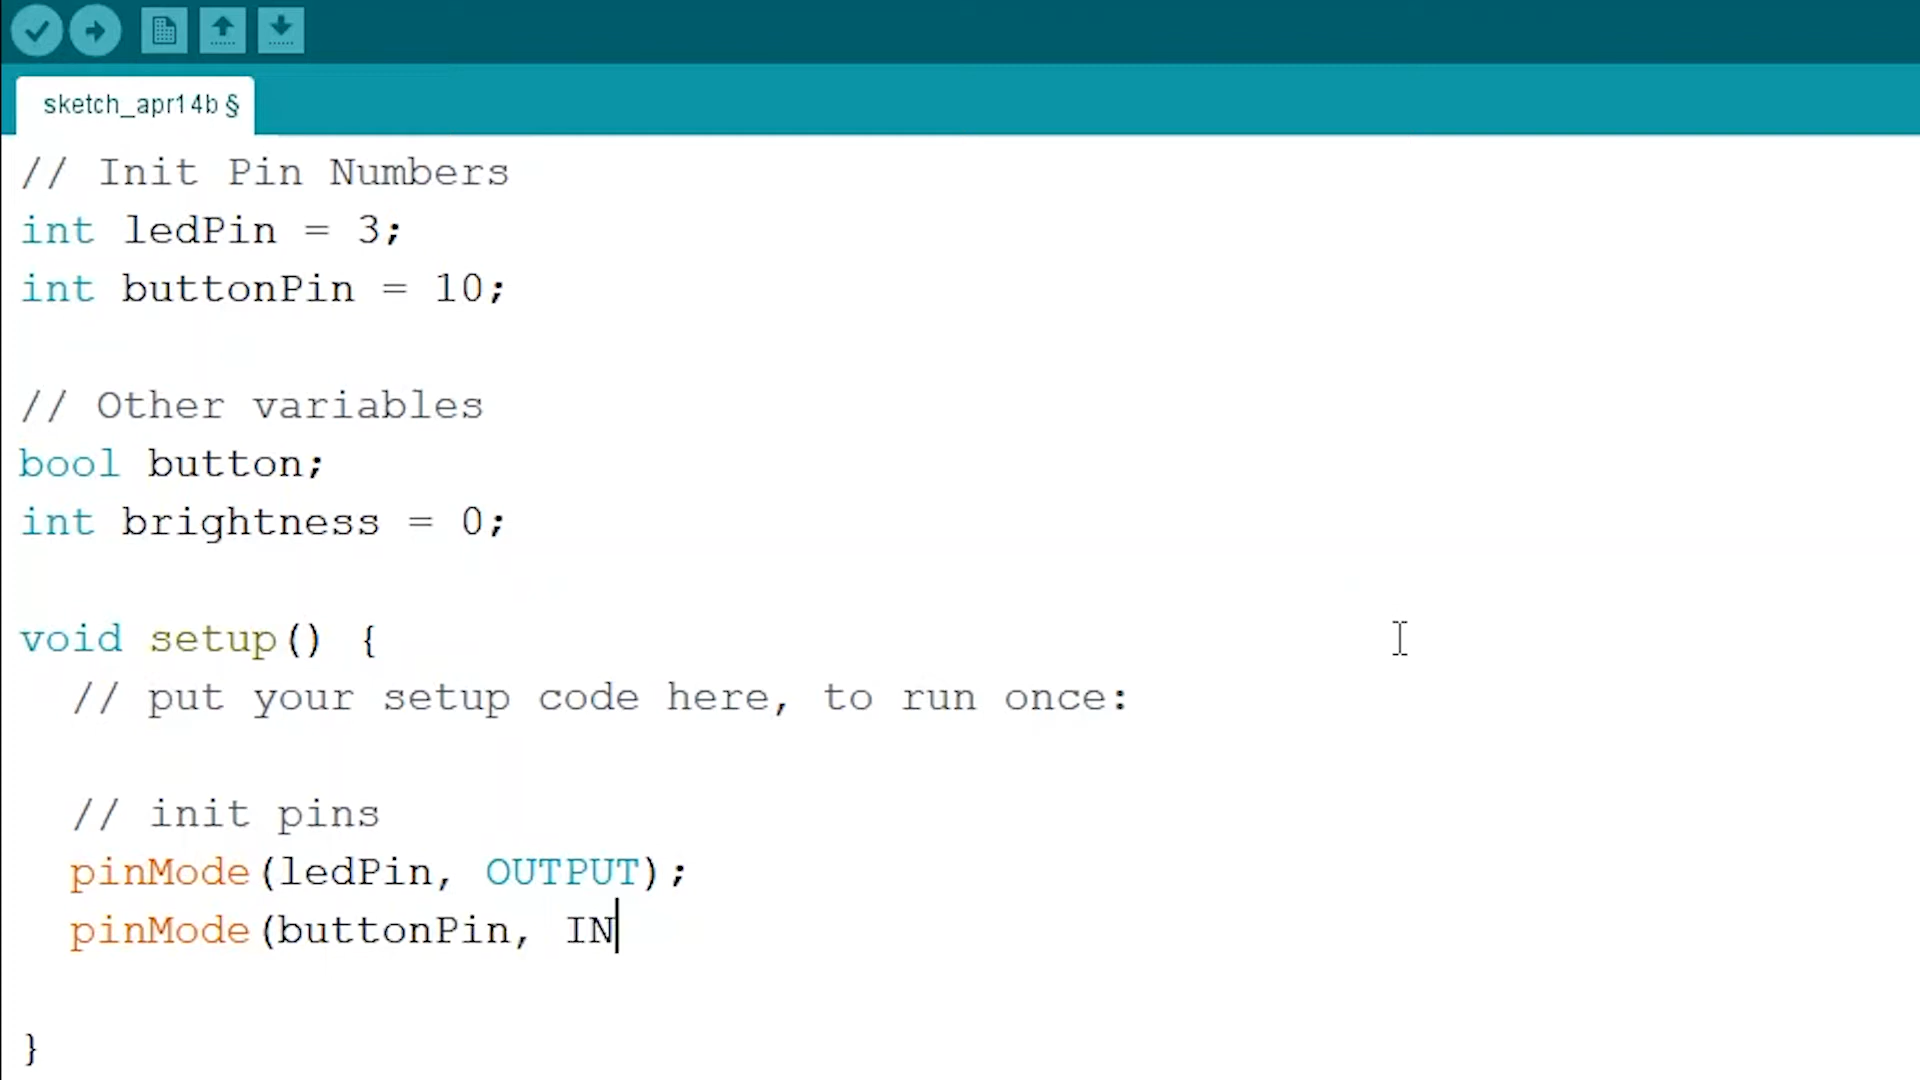 sketch_apr14b §
// Init Pin Numbers
int ledPin = 3;
int buttonPin = 10;
// Other variables
bool button;
int brightness = 0;
void setup() {
// put your setup code here, to run once:
// init pins
pinMode(ledPin, OUTPUT);
pinMode(buttonPin, IN
}